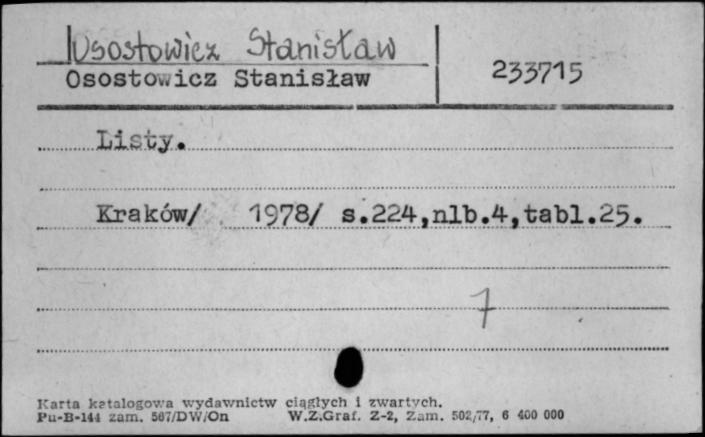 Osostowicz Stanisław
Osostowicz Stanisław
233715
Listy.
Kraków/ 1978/ s.224,nlb.4,tabl.25.
7
Karta katalogowa wydawnictw ciągłych i zwartych.
Pu-B-144 zam. 567/DW/On W.Z.Graf. Z-2, Zam. 502/77, 6 400 000